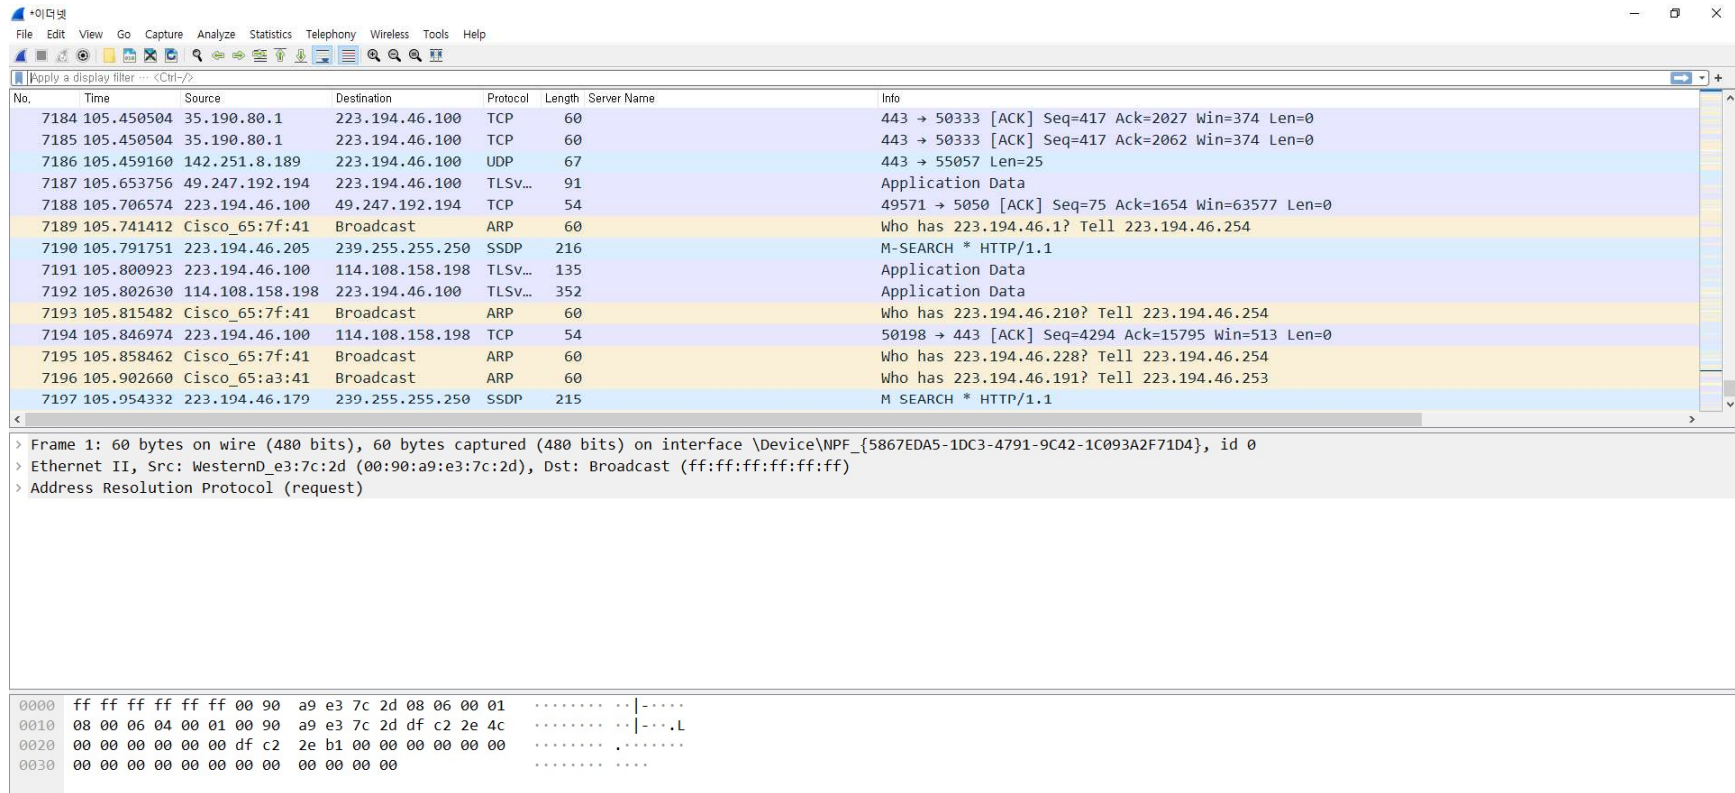 *이더넷
File Edit View Go Capture Analyze Statistics Telephony Wireless Tools Help
Apply a display filter ··· <Ctrl-/>
No. Time Source Destination Protocol Length Server Name Info
7184 105.450504 35.190.80.1 223.194.46.100 TCP 60 443 → 50333 [ACK] Seq=417 Ack=2027 Win=374 Len=0
7185 105.450504 35.190.80.1 223.194.46.100 TCP 60 443 → 50333 [ACK] Seq=417 Ack=2062 Win=374 Len=0
7186 105.459160 142.251.8.189 223.194.46.100 UDP 67 443 → 55057 Len=25
7187 105.653756 49.247.192.194 223.194.46.100 TLSv… 91 Application Data
7188 105.706574 223.194.46.100 49.247.192.194 TCP 54 49571 → 5050 [ACK] Seq=75 Ack=1654 Win=63577 Len=0
7189 105.741412 Cisco_65:7f:41 Broadcast ARP 60 Who has 223.194.46.1? Tell 223.194.46.254
7190 105.791751 223.194.46.205 239.255.255.250 SSDP 216 M-SEARCH * HTTP/1.1
7191 105.800923 223.194.46.100 114.108.158.198 TLSv… 135 Application Data
7192 105.802630 114.108.158.198 223.194.46.100 TLSv… 352 Application Data
7193 105.815482 Cisco_65:7f:41 Broadcast ARP 60 Who has 223.194.46.210? Tell 223.194.46.254
7194 105.846974 223.194.46.100 114.108.158.198 TCP 54 50198 → 443 [ACK] Seq=4294 Ack=15795 Win=513 Len=0
7195 105.858462 Cisco_65:7f:41 Broadcast ARP 60 Who has 223.194.46.228? Tell 223.194.46.254
7196 105.902660 Cisco_65:a3:41 Broadcast ARP 60 Who has 223.194.46.191? Tell 223.194.46.253
7197 105.954332 223.194.46.179 239.255.255.250 SSDP 215 M SEARCH * HTTP/1.1
Frame 1: 60 bytes on wire (480 bits), 60 bytes captured (480 bits) on interface \Device\NPF_{5867EDA5-1DC3-4791-9C42-1C093A2F71D4}, id 0
Ethernet II, Src: WesternD_e3:7c:2d (00:90:a9:e3:7c:2d), Dst: Broadcast (ff:ff:ff:ff:ff:ff)
Address Resolution Protocol (request)
0000 ff ff ff ff ff ff 00 90 a9 e3 7c 2d 08 06 00 01 ········ ··|-····
0010 08 00 06 04 00 01 00 90 a9 e3 7c 2d df c2 2e 4c ········ ··|-··.L
0020 00 00 00 00 00 00 df c2 2e b1 00 00 00 00 00 00 ········ .·······
0030 00 00 00 00 00 00 00 00 00 00 00 00 ········ ····